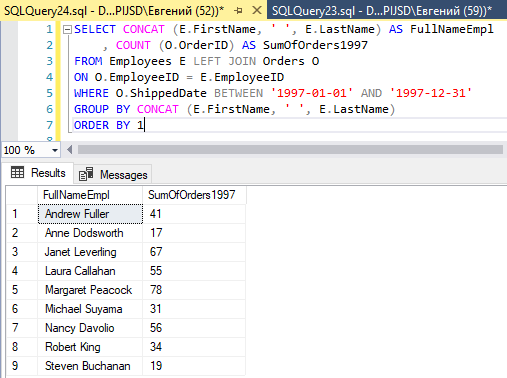 SQLQuery24.sql - D...PIJSD\Евгений (52))* SQLQuery23.sql - D...PIJSD\Евгений (59))*
1 SELECT CONCAT (E.FirstName, ' ', E.LastName) AS FullNameEmpl
2 , COUNT (O.OrderID) AS SumOfOrders1997
3 FROM Employees E LEFT JOIN Orders O
4 ON O.EmployeeID = E.EmployeeID
5 WHERE O.ShippedDate BETWEEN '1997-01-01' AND '1997-12-31'
6 GROUP BY CONCAT (E.FirstName, ' ', E.LastName)
7 ORDER BY 1
8
100 %
Results Messages
FullNameEmpl SumOfOrders1997
1 Andrew Fuller 41
2 Anne Dodsworth 17
3 Janet Leverling 67
4 Laura Callahan 55
5 Margaret Peacock 78
6 Michael Suyama 31
7 Nancy Davolio 56
8 Robert King 34
9 Steven Buchanan 19